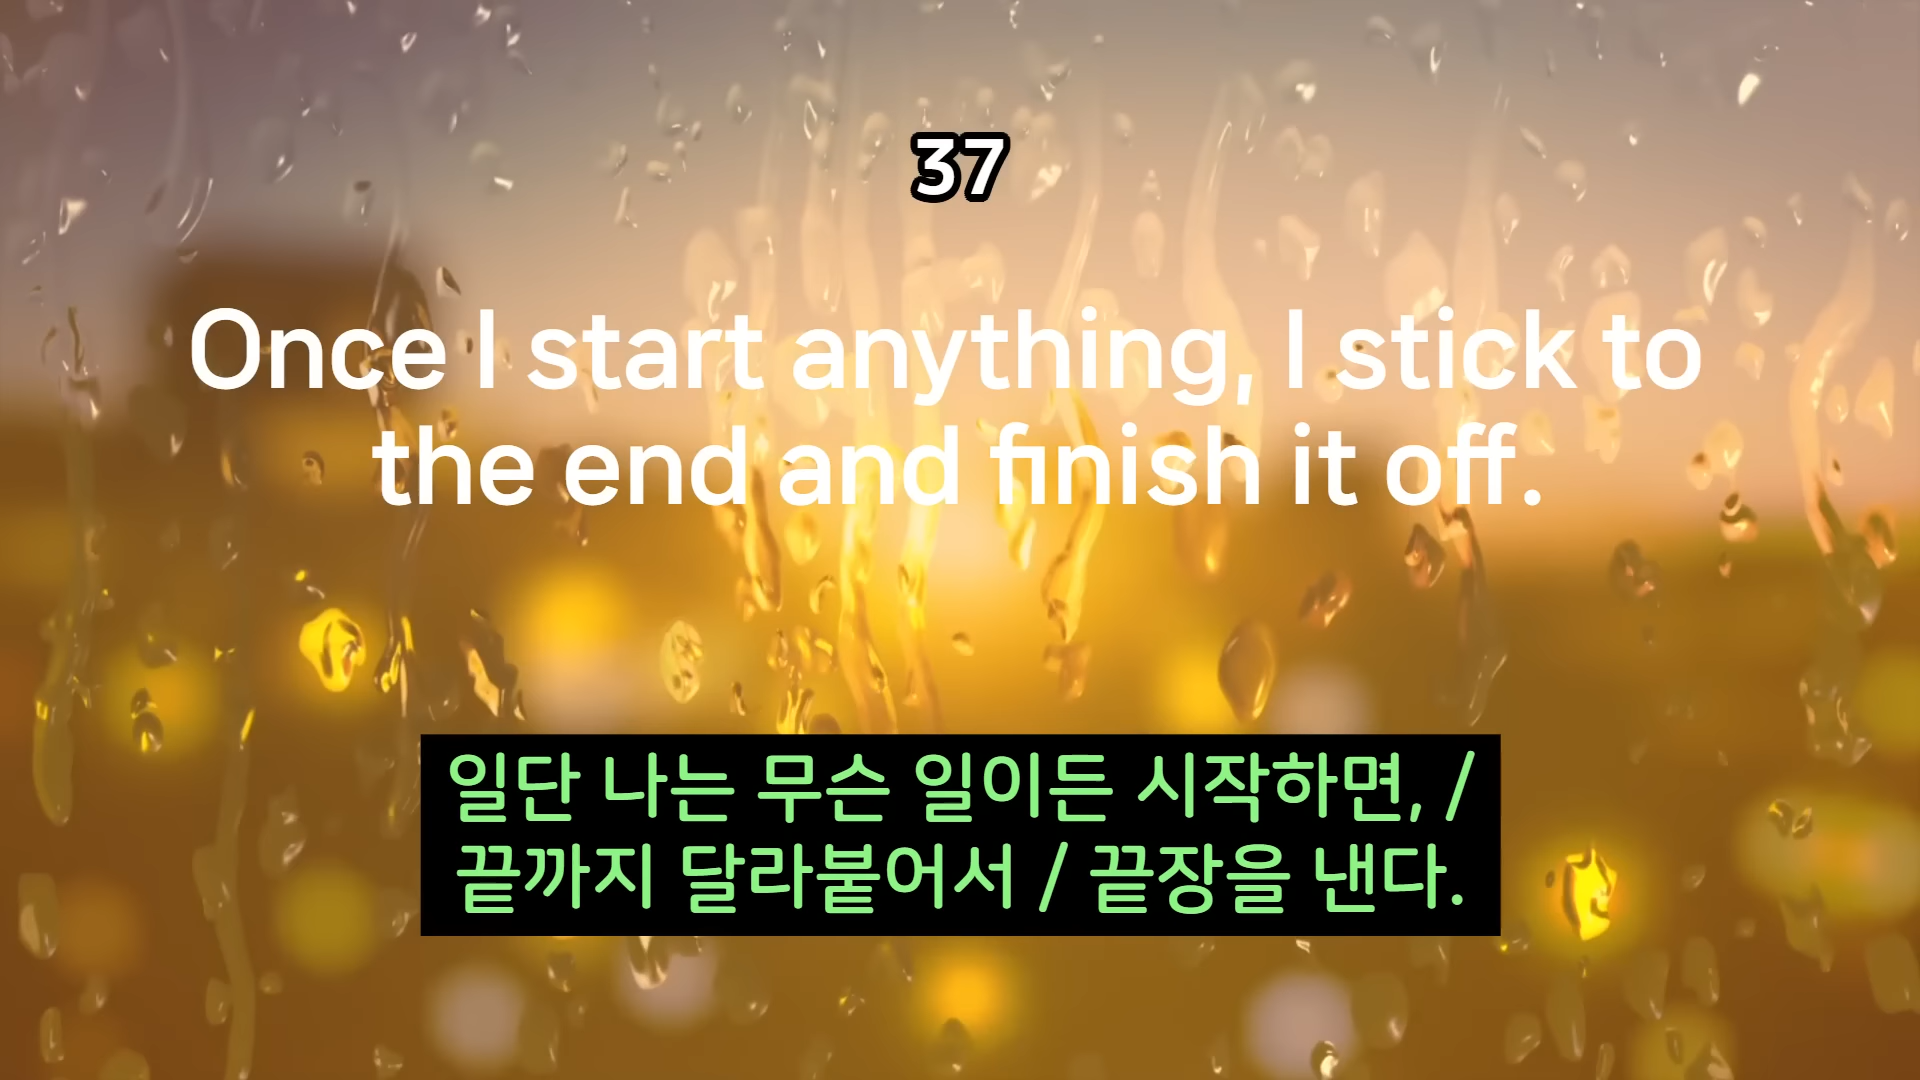 37
Once I start anything, I stick to
the end and finish it off.
일단 나는 무슨 일이든 시작하면, /
끝까지 달라붙어서 / 끝장을 낸다.